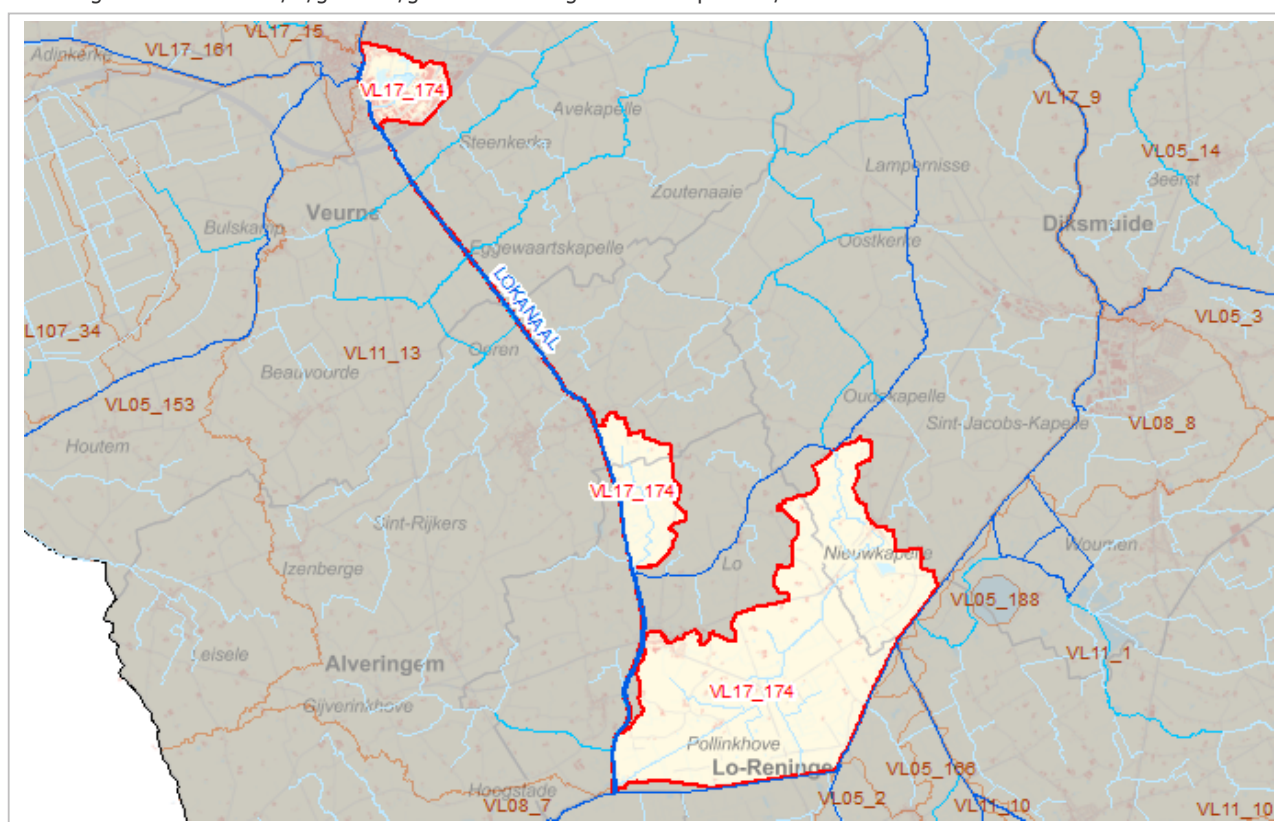 VL17_15
VL17_161
Adinkerke
VL17_174
VL17_9
Avekapelle
Steenkerke
VL05_14
Lampernisse
Beerst
Zoutenaaie
Veurne
Bulskamp
Diksmuide
Eggewaartskapelle
Oostkerke
LOKANAAL
L107_34
VL05_3
VL11_13
Oeren
Beauvoorde
VL05_153
Oudekapelle
Houtem
Sint-Jacobs-Kapelle
VL08_8
VL17_174
Sint-Rijkers
Nieuwkapelle
Woumen
Izenberge
Lo
VL05_188
Leisele
Alveringem
VL11_1
VL17_174
Gijverinkhove
Pollinkhove
Lo-Reninge
VL05_166
Hoogstade
VL08_7
VL05_2
VL11_10
VL11_10